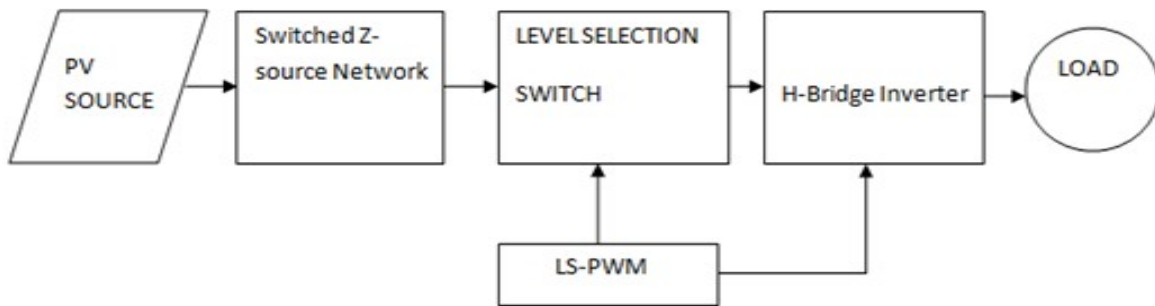 PV
SOURCE
Switched Z-
source Network
LEVEL SELECTION
SWITCH
H-Bridge Inverter
LOAD
LS-PWM